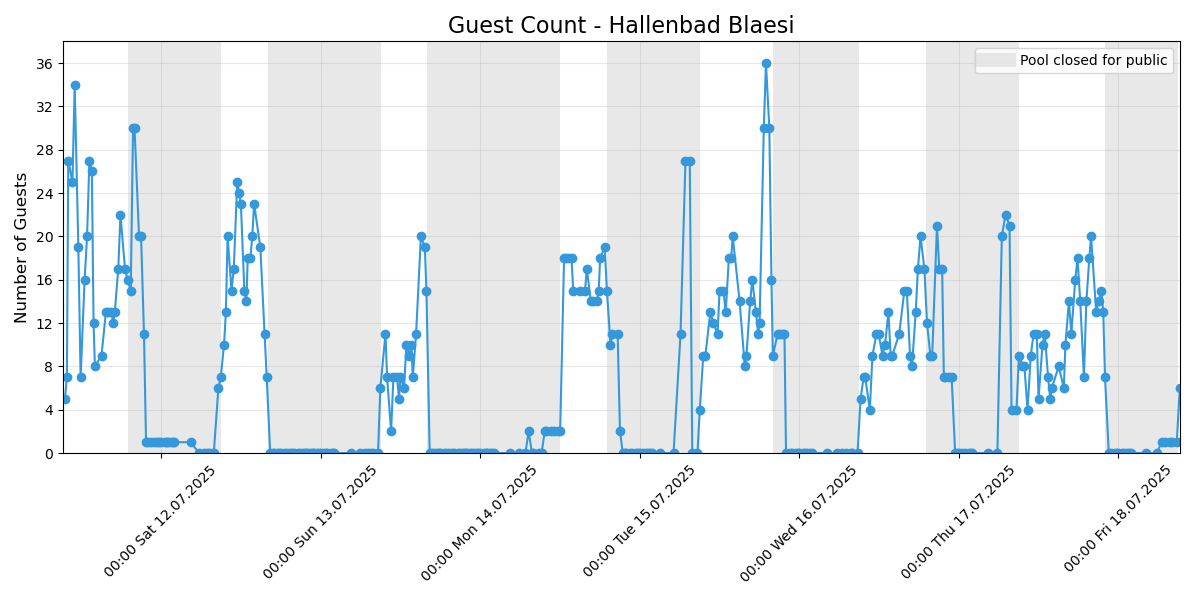 Guest Count - Hallenbad Blaesi
Pool closed for public
Number of Guests
36
32
28
24
20
16
12
8
4
0
00:00 Sat 12.07.2025
00:00 Sun 13.07.2025
00:00 Mon 14.07.2025
00:00 Tue 15.07.2025
00:00 Wed 16.07.2025
00:00 Thu 17.07.2025
00:00 Fri 18.07.2025